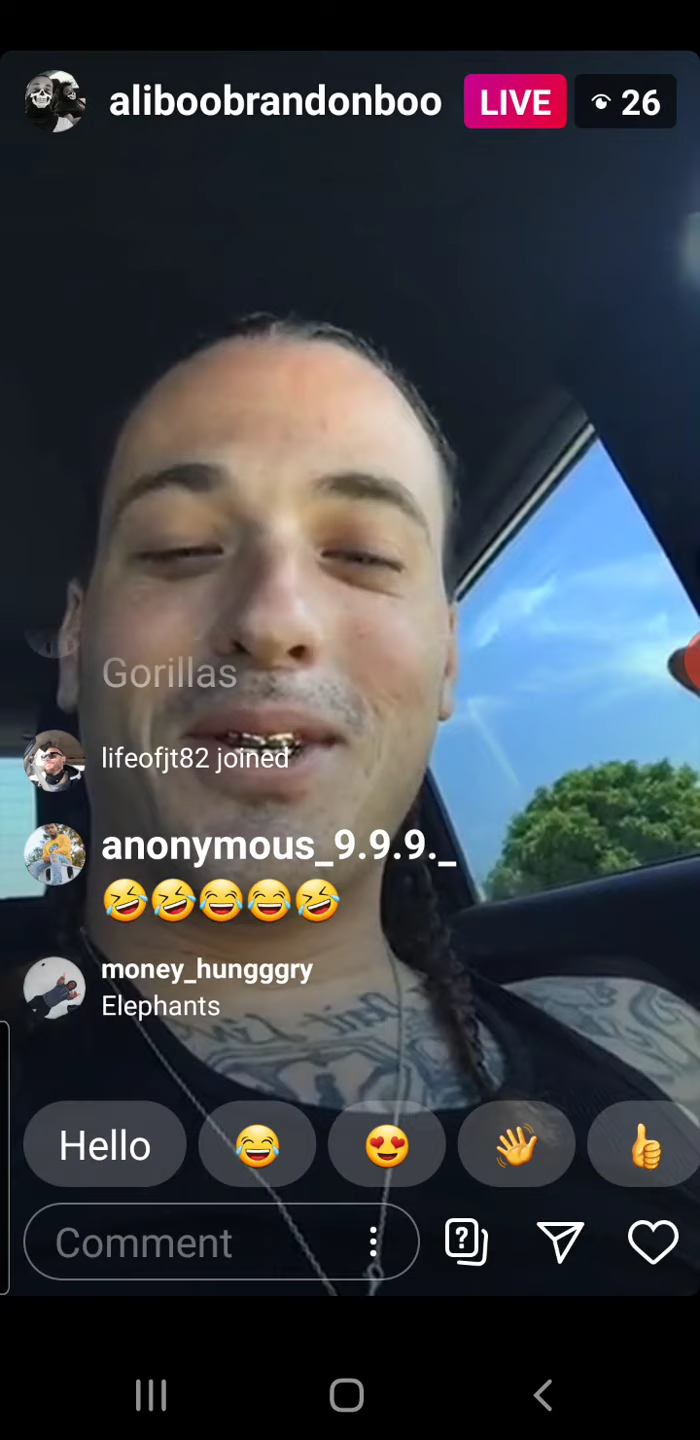 aliboobrandonboo LIVE 26
Gorillas
lifeofjt82 joined
anonymous_9.9.9._
🤣🤣😂😂🤣
money_hungggry
Elephants
Hello 😂 😍 👋 👍
Comment